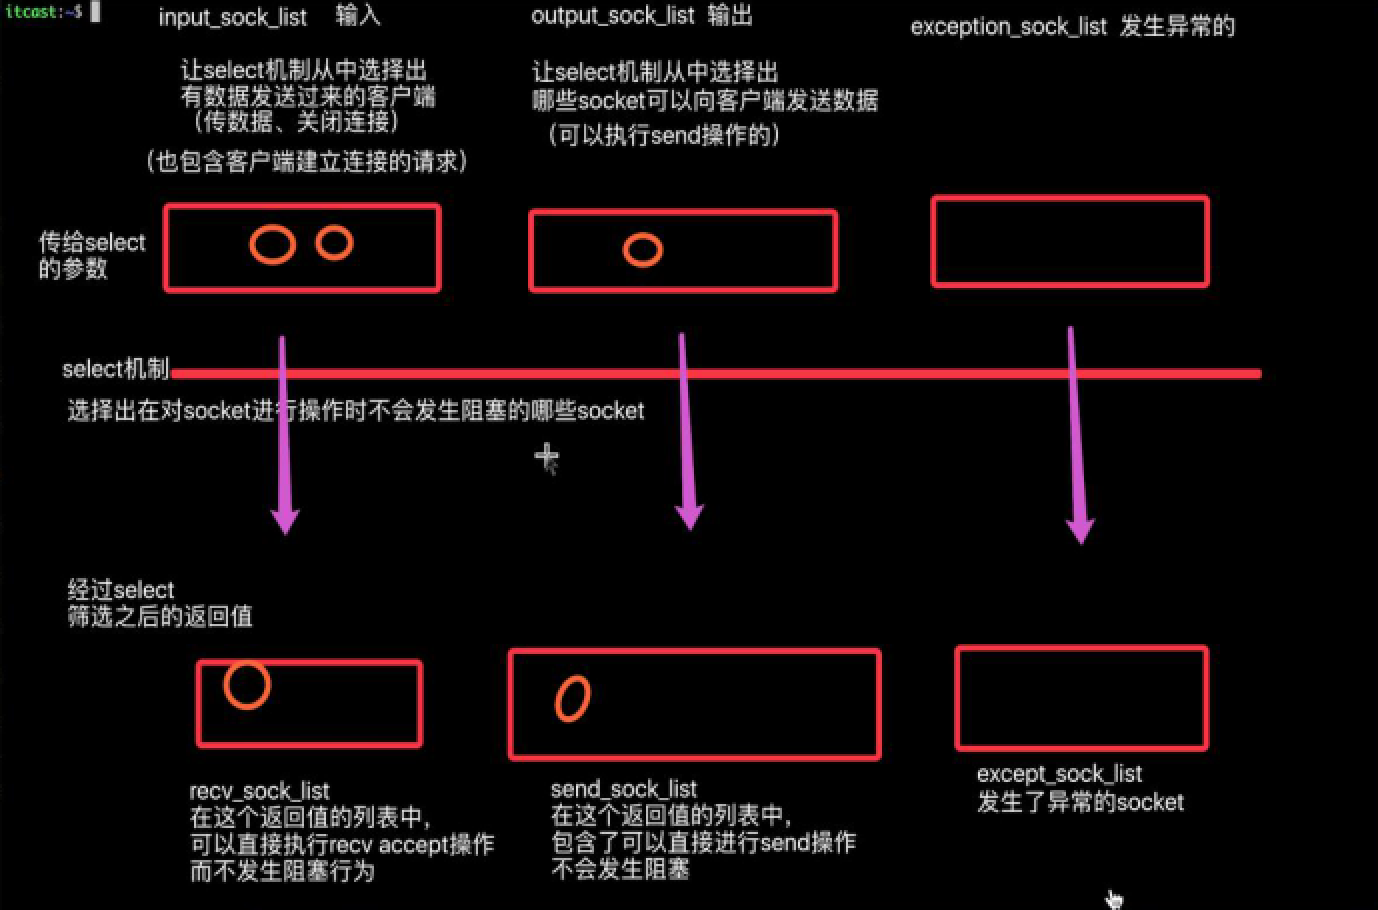 itcast:~$
input_sock_list 输入
让select机制从中选择出
有数据发送过来的客户端
（传数据、关闭连接）
（也包含客户端建立连接的请求）
output_sock_list 输出
让select机制从中选择出
哪些socket可以向客户端发送数据
（可以执行send操作的）
exception_sock_list 发生异常的
传给select
的参数
select机制
选择出在对socket进行操作时不会发生阻塞的哪些socket
经过select
筛选之后的返回值
recv_sock_list
在这个返回值的列表中，
可以直接执行recv accept操作
而不发生阻塞行为
send_sock_list
在这个返回值的列表中，
包含了可以直接进行send操作
不会发生阻塞
except_sock_list
发生了异常的socket